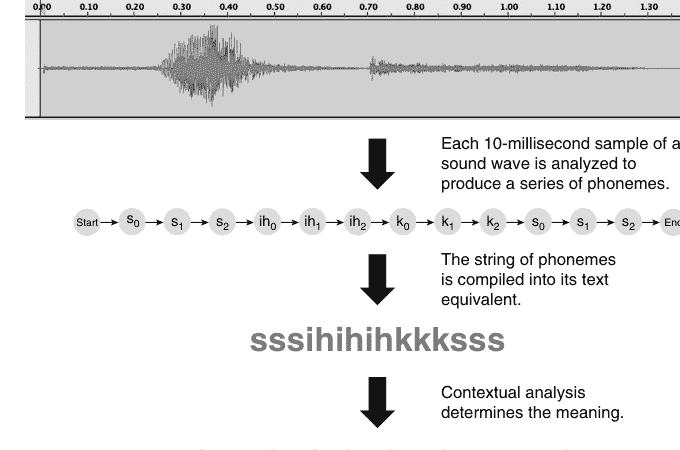 0.00 0.10 0.20 0.30 0.40 0.50 0.60 0.70 0.80 0.90 1.00 1.10 1.20 1.30
Each 10-millisecond sample of a
sound wave is analyzed to
produce a series of phonemes.
Start s0 s1 s2 ih0 ih1 ih2 k0 k1 k2 s0 s1 s2 End
The string of phonemes
is compiled into its text
equivalent.
sssihihihkkksss
Contextual analysis
determines the meaning.